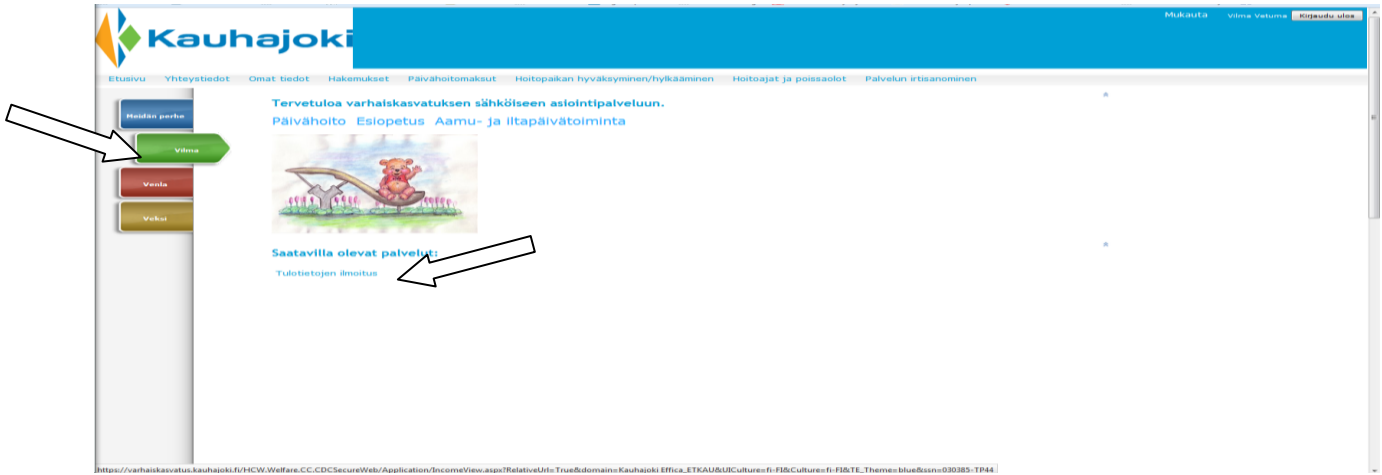 Kauhajoki
Mukauta Vilma Vetuma Kirjaudu ulos
Etusivu Yhteystiedot Omat tiedot Hakemukset Päivähoitomaksut Hoitopaikan hyväksyminen/hylkääminen Hoitoajat ja poissaolot Palvelun irtisanominen
Meidän perhe
Vilma
Venla
Veksi
Tervetuloa varhaiskasvatuksen sähköiseen asiointipalveluun.
Päivähoito Esiopetus Aamu- ja iltapäivätoiminta
Saatavilla olevat palvelut:
Tulotietojen ilmoitus
https://varhaiskasvatus.kauhajoki.fi/HCW.Welfare.CC.CDCSecureWeb/Application/IncomeView.aspx?RelativeUrl=True&domain=Kauhajoki Effica_ETKAU&UICulture=fi-FI&Culture=fi-FI&TE_Theme=blue&ssn=030385-TP44